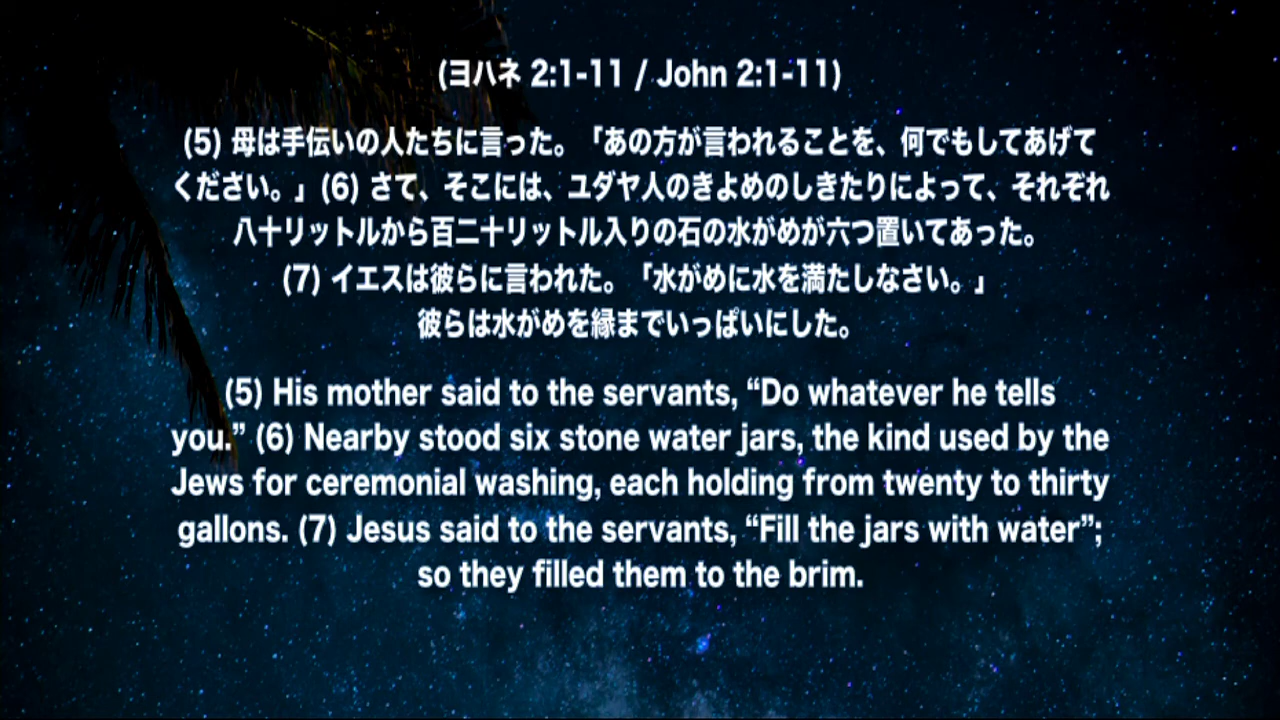 (ヨハネ 2:1-11 / John 2:1-11)
(5) 母は手伝いの人たちに言った。「あの方が言われることを、何でもしてあげて
ください。」(6) さて、そこには、ユダヤ人のきよめのしきたりによって、それぞれ
八十リットルから百二十リットル入りの石の水がめが六つ置いてあった。
(7) イエスは彼らに言われた。「水がめに水を満たしなさい。」
彼らは水がめを縁までいっぱいにした。
(5) His mother said to the servants, “Do whatever he tells
you.” (6) Nearby stood six stone water jars, the kind used by the
Jews for ceremonial washing, each holding from twenty to thirty
gallons. (7) Jesus said to the servants, “Fill the jars with water”;
so they filled them to the brim.